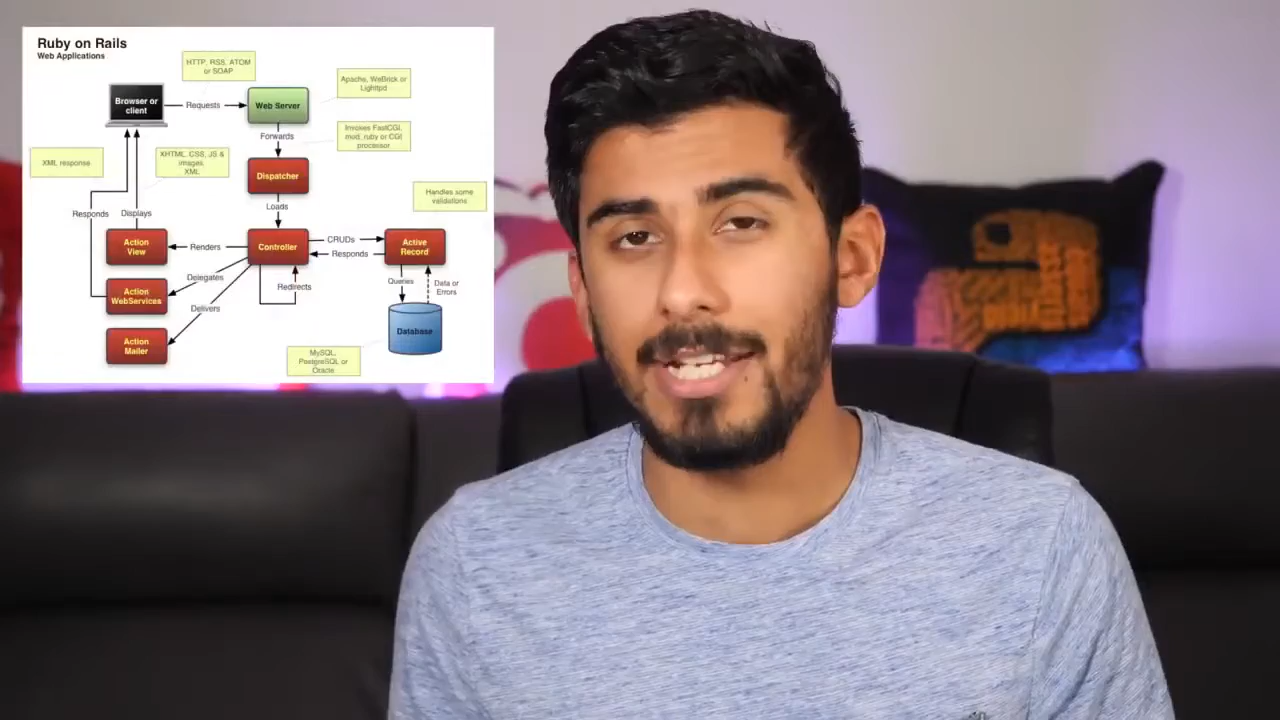 Ruby on Rails
Web Applications
HTTP, RSS, ATOM
or SOAP
Apache, WeBrick or
Lighttpd
Browser or
client
Requests
Web Server
Forwards
Invokes FastCGI,
mod_ruby or CGI
processor
XML response
XHTML, CSS, JS &
images,
XML
Dispatcher
Handles some
validations
Loads
Responds
Displays
Action
View
Renders
Controller
CRUDs
Responds
Active
Record
Delegates
Redirects
Queries
Data or
Errors
Action
WebServices
Delivers
Database
Action
Mailer
MySQL,
PostgreSQL or
Oracle